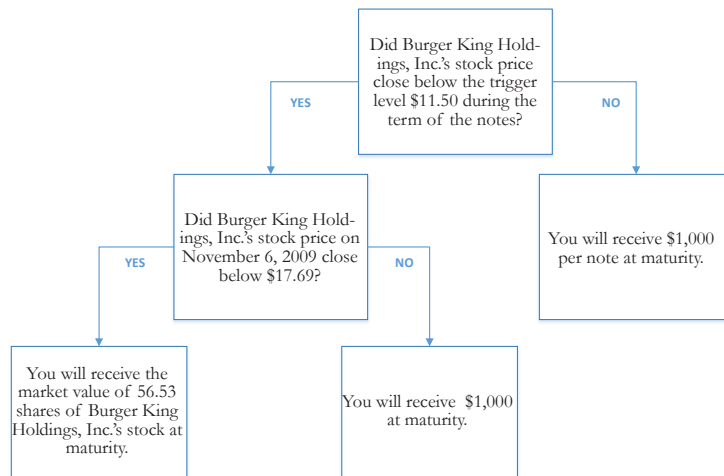 Did Burger King Hold-
ings, Inc.'s stock price
close below the trigger
level $11.50 during the
term of the notes?
YES
NO
Did Burger King Hold-
ings, Inc.'s stock price on
November 6, 2009 close
below $17.69?
You will receive $1,000
per note at maturity.
YES
NO
You will receive the
market value of 56.53
shares of Burger King
Holdings, Inc.'s stock at
maturity.
You will receive $1,000
at maturity.